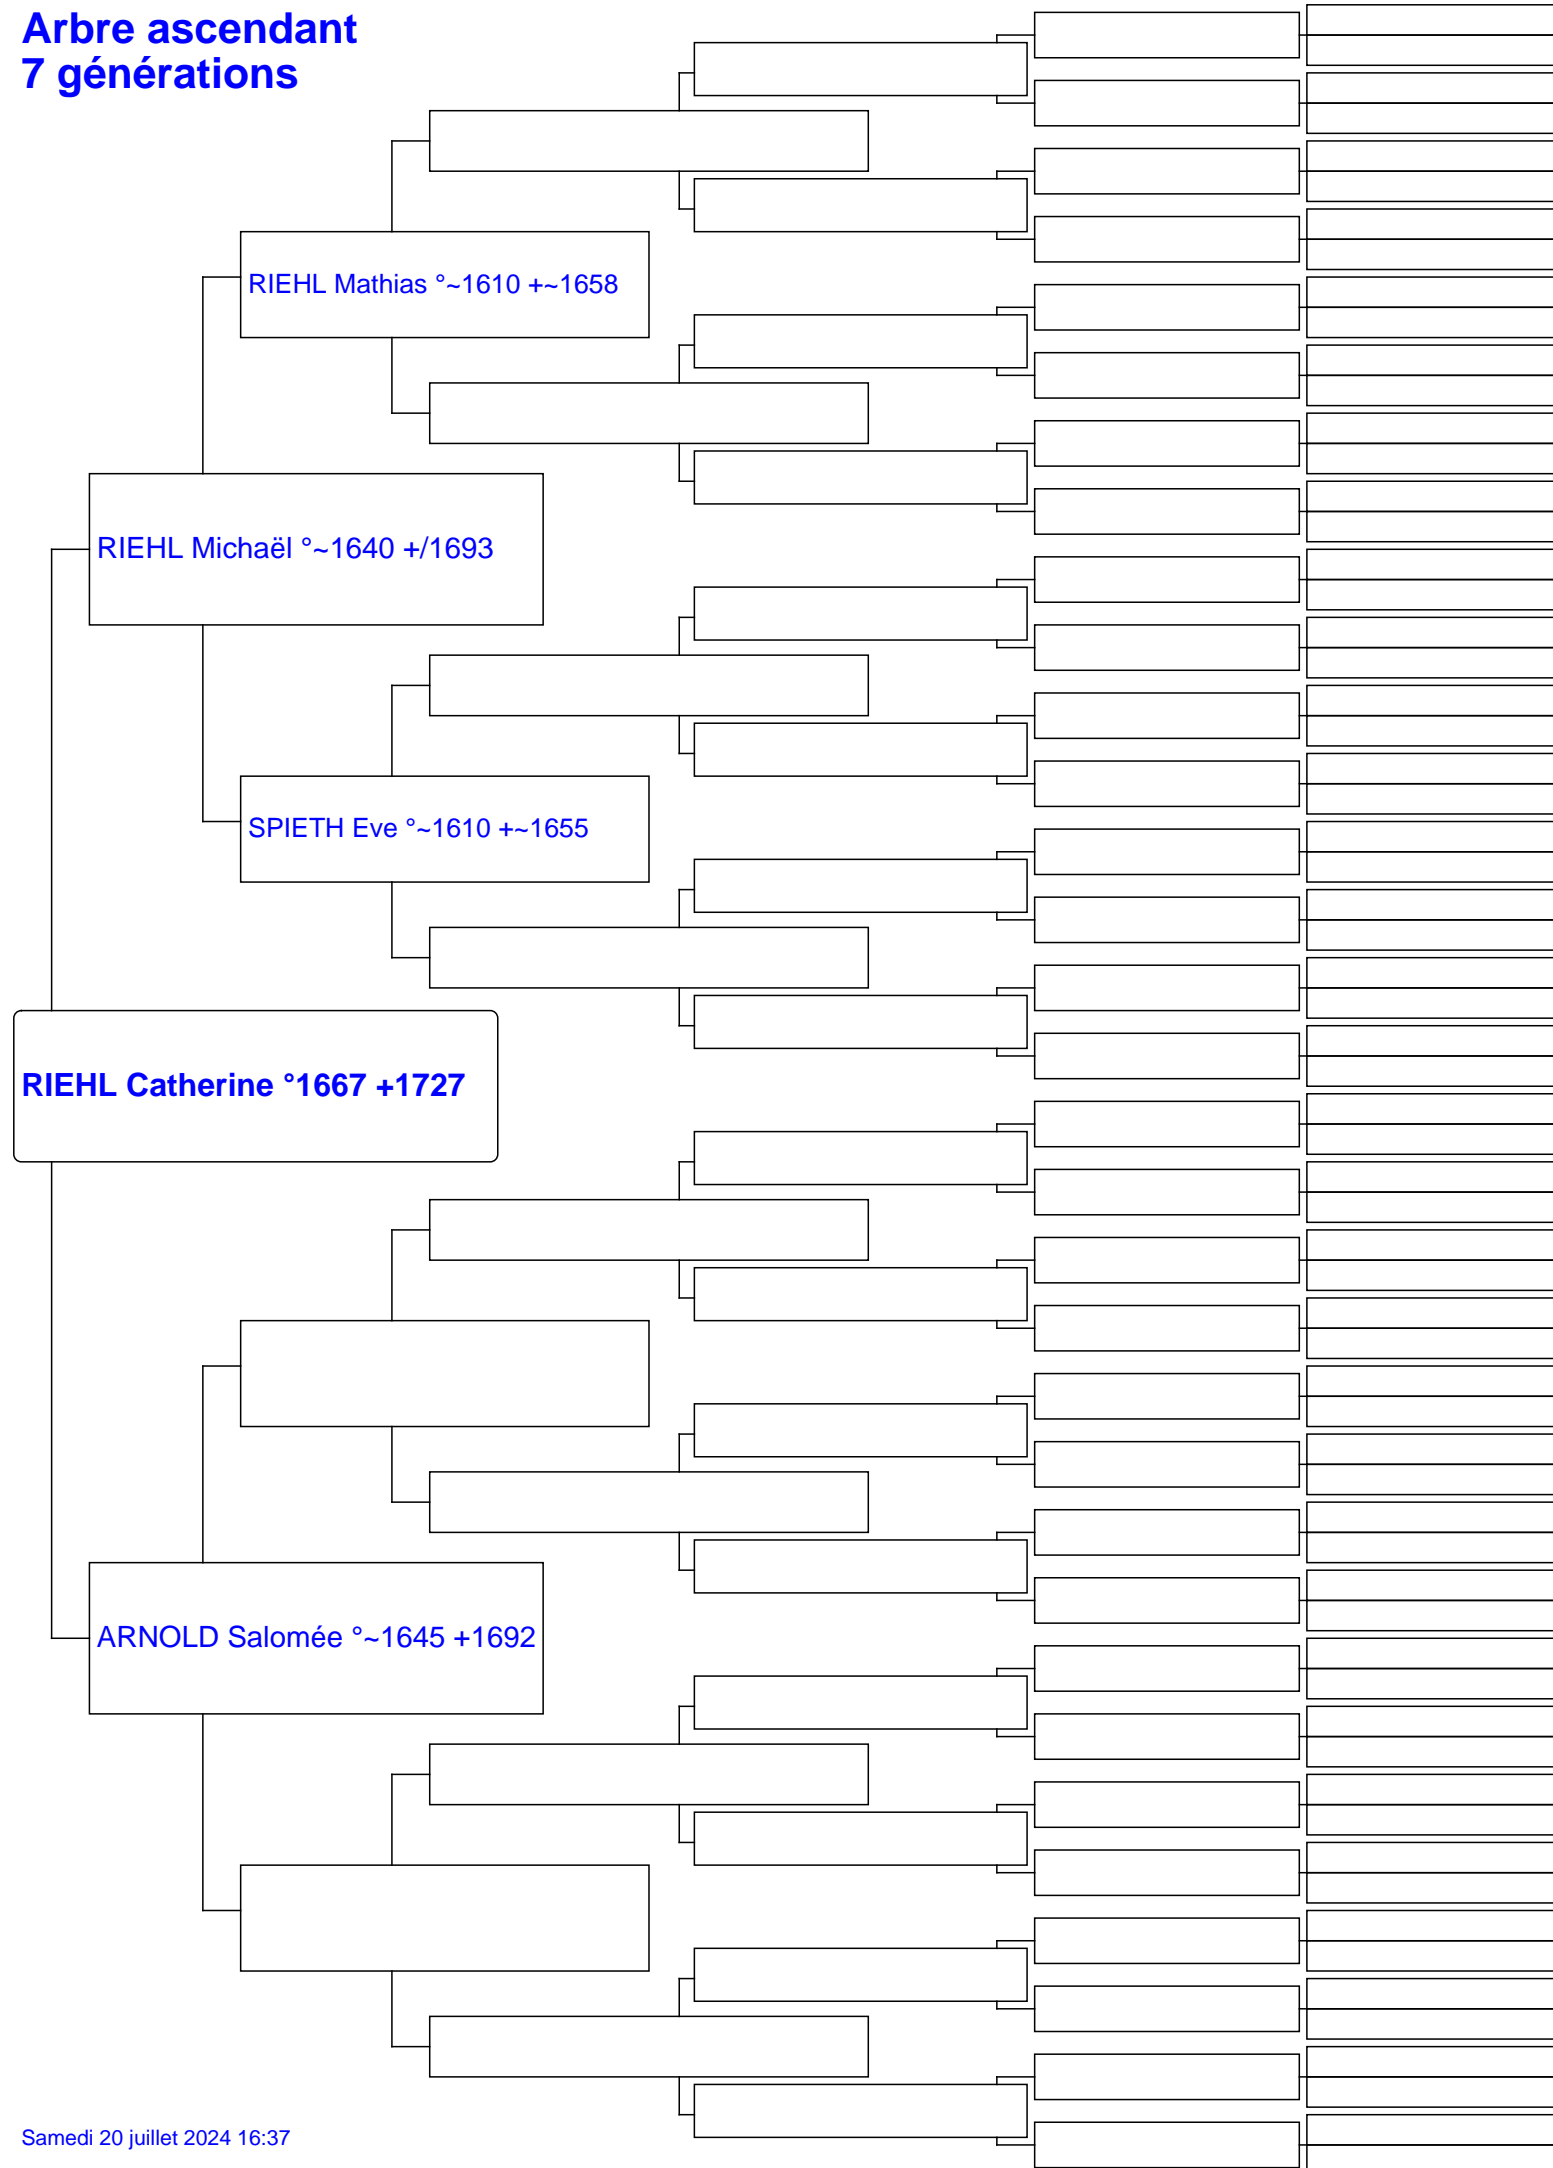 Arbre ascendant
7 générations
RIEHL Mathias °~1610 +~1658
RIEHL Michaël °~1640 +/1693
SPIETH Eve °~1610 +~1655
RIEHL Catherine °1667 +1727
ARNOLD Salomée °~1645 +1692
Samedi 20 juillet 2024 16:37